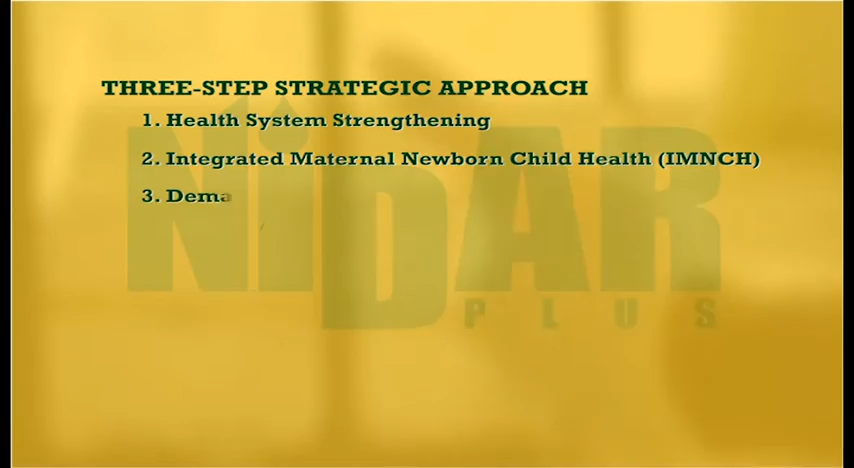 THREE-STEP STRATEGIC APPROACH
1. Health System Strengthening
2. Integrated Maternal Newborn Child Health (IMNCH)
3. Dema
NiDAR
PLUS